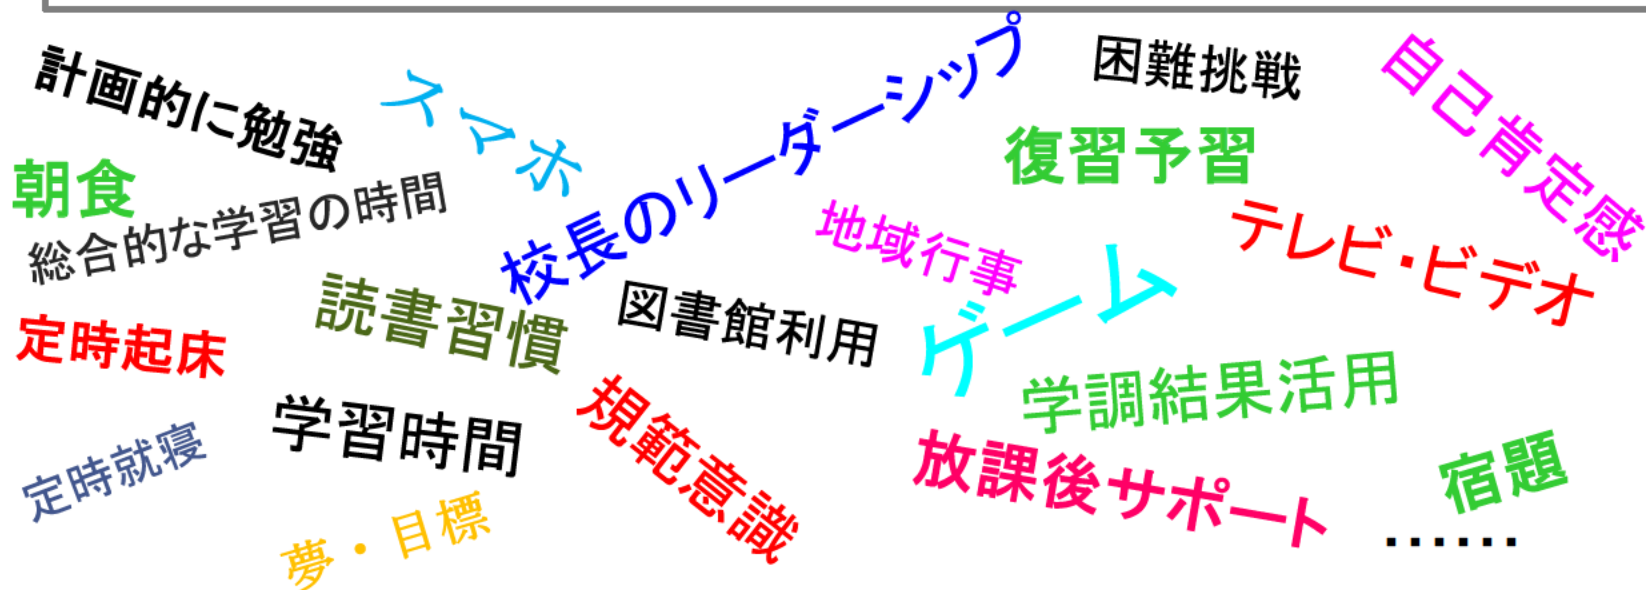 計画的に勉強
スマホ
校長のリーダーシップ
困難挑戦
自己肯定感
朝食
復習予習
総合的な学習の時間
地域行事
テレビ・ビデオ
読書習慣
図書館利用
ゲーム
定時起床
学調結果活用
学習時間
規範意識
放課後サポート
宿題
定時就寝
夢・目標
・・・・・・